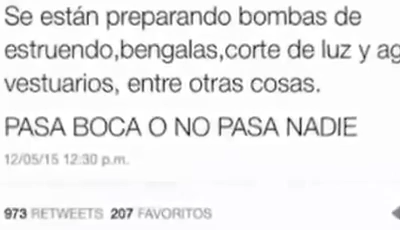 Se están preparando bombas de
estruendo,bengalas,corte de luz y
vestuarios, entre otras cosas.
PASA BOCA O NO PASA NADIE
12/05/15 12:30 p.m.
973 RETWEETS 207 FAVORITOS